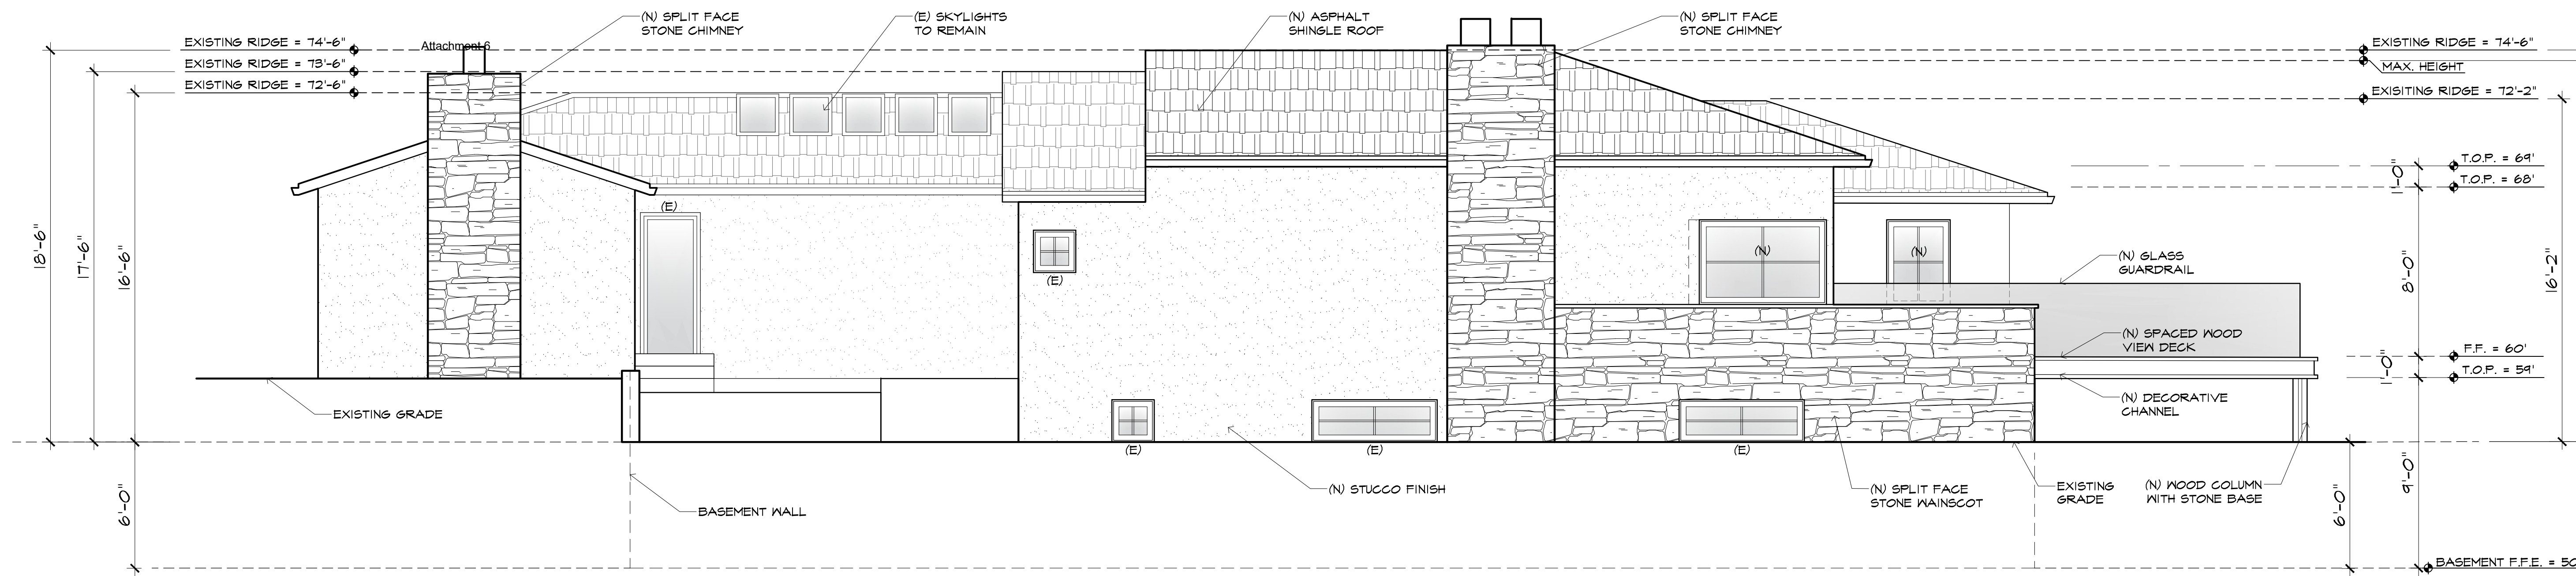 (N) SPLIT FACE
STONE CHIMNEY
(E) SKYLIGHTS
TO REMAIN
(N) ASPHALT
SHINGLE ROOF
(N) SPLIT FACE
STONE CHIMNEY
EXISTING RIDGE = 74'-6"
Attachment 6
EXISTING RIDGE = 73'-6"
EXISTING RIDGE = 72'-6"
EXISTING RIDGE = 74'-6"
MAX. HEIGHT
EXISITING RIDGE = 72'-2"
T.O.P. = 69'
1'-0"
T.O.P. = 68'
18'-6"
17'-6"
16'-6"
(E)
(E)
(N)
(N)
(N) GLASS
GUARDRAIL
8'-0"
16'-2"
(N) SPACED WOOD
VIEW DECK
F.F. = 60'
1'-0"
T.O.P. = 59'
(N) DECORATIVE
CHANNEL
EXISTING GRADE
(E)
(E)
(E)
6'-0"
BASEMENT WALL
(N) STUCCO FINISH
(N) SPLIT FACE
STONE WAINSCOT
EXISTING
GRADE
(N) WOOD COLUMN
WITH STONE BASE
6'-0"
9'-0"
BASEMENT F.F.E. =